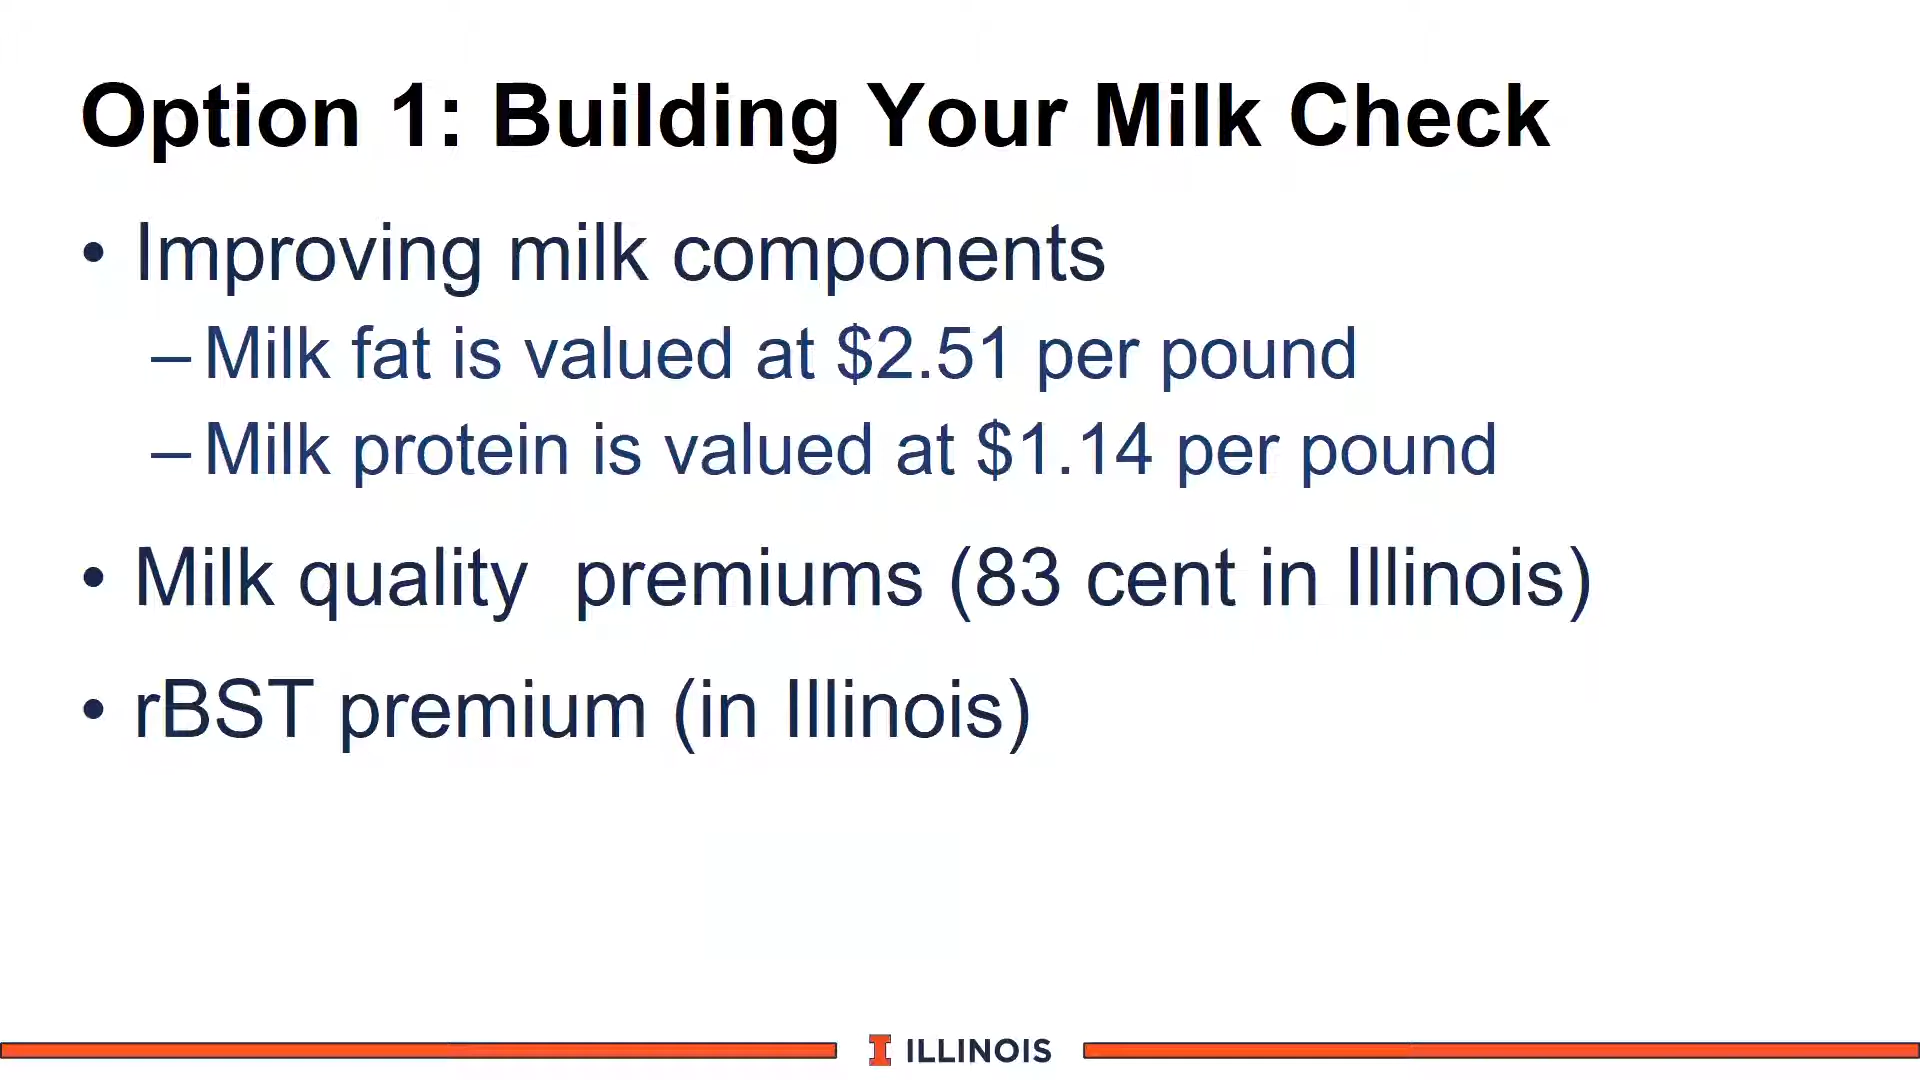 Option 1: Building Your Milk Check
• Improving milk components
– Milk fat is valued at $2.51 per pound
– Milk protein is valued at $1.14 per pound
• Milk quality  premiums (83 cent in Illinois)
• rBST premium (in Illinois)
I ILLINOIS